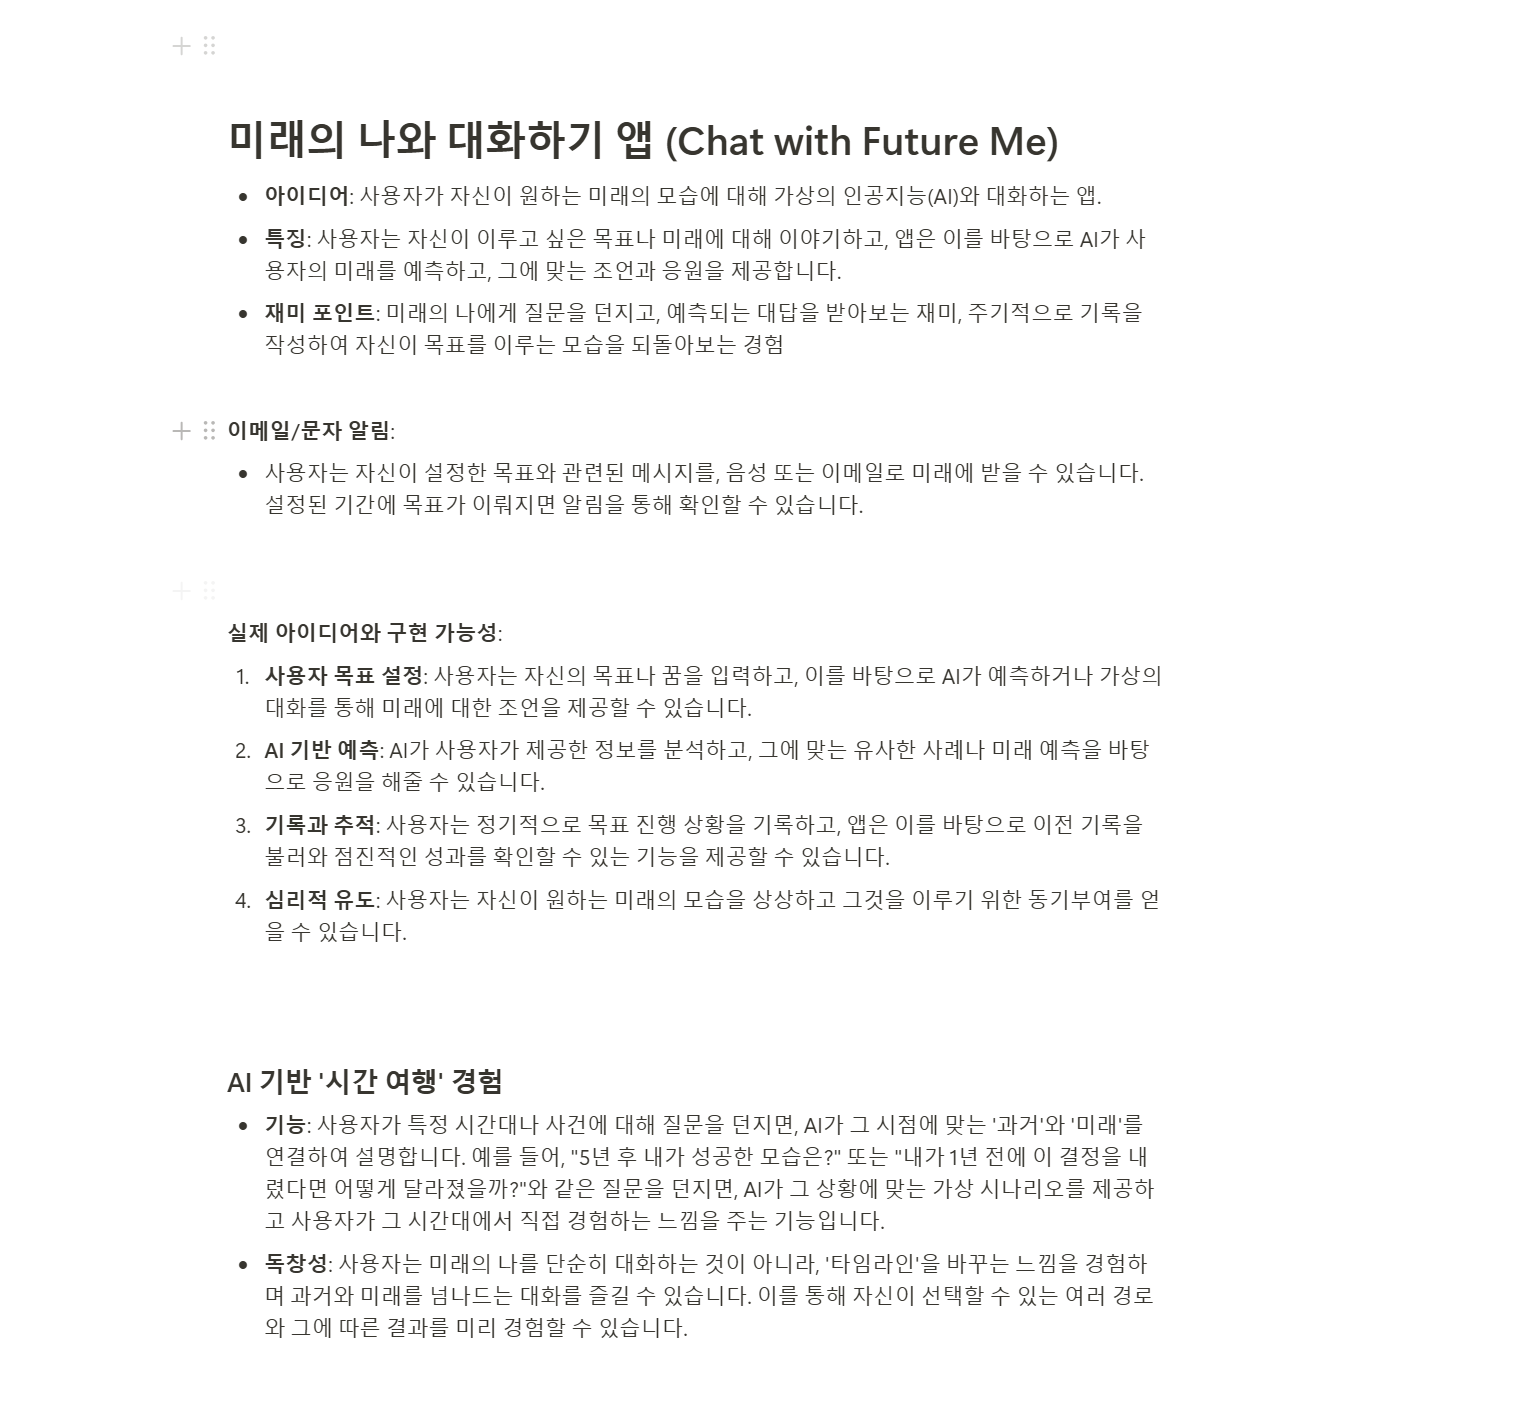 미래의 나와 대화하기 앱 (Chat with Future Me)
• 아이디어: 사용자가 자신이 원하는 미래의 모습에 대해 가상의 인공지능(AI)와 대화하는 앱.
• 특징: 사용자는 자신이 이루고 싶은 목표나 미래에 대해 이야기하고, 앱은 이를 바탕으로 AI가 사
용자의 미래를 예측하고, 그에 맞는 조언과 응원을 제공합니다.
• 재미 포인트: 미래의 나에게 질문을 던지고, 예측되는 대답을 받아보는 재미, 주기적으로 기록을
작성하여 자신이 목표를 이루는 모습을 되돌아보는 경험
이메일/문자 알림:
• 사용자는 자신이 설정한 목표와 관련된 메시지를, 음성 또는 이메일로 미래에 받을 수 있습니다.
설정된 기간에 목표가 이뤄지면 알림을 통해 확인할 수 있습니다.
실제 아이디어와 구현 가능성:
1. 사용자 목표 설정: 사용자는 자신의 목표나 꿈을 입력하고, 이를 바탕으로 AI가 예측하거나 가상의
대화를 통해 미래에 대한 조언을 제공할 수 있습니다.
2. AI 기반 예측: AI가 사용자가 제공한 정보를 분석하고, 그에 맞는 유사한 사례나 미래 예측을 바탕
으로 응원을 해줄 수 있습니다.
3. 기록과 추적: 사용자는 정기적으로 목표 진행 상황을 기록하고, 앱은 이를 바탕으로 이전 기록을
불러와 점진적인 성과를 확인할 수 있는 기능을 제공할 수 있습니다.
4. 심리적 유도: 사용자는 자신이 원하는 미래의 모습을 상상하고 그것을 이루기 위한 동기부여를 얻
을 수 있습니다.
AI 기반 '시간 여행' 경험
• 기능: 사용자가 특정 시간대나 사건에 대해 질문을 던지면, AI가 그 시점에 맞는 '과거'와 '미래'를
연결하여 설명합니다. 예를 들어, "5년 후 내가 성공한 모습은?" 또는 "내가 1년 전에 이 결정을 내
렸다면 어떻게 달라졌을까?"와 같은 질문을 던지면, AI가 그 상황에 맞는 가상 시나리오를 제공하
고 사용자가 그 시간대에서 직접 경험하는 느낌을 주는 기능입니다.
• 독창성: 사용자는 미래의 나를 단순히 대화하는 것이 아니라, '타임라인'을 바꾸는 느낌을 경험하
며 과거와 미래를 넘나드는 대화를 즐길 수 있습니다. 이를 통해 자신이 선택할 수 있는 여러 경로
와 그에 따른 결과를 미리 경험할 수 있습니다.